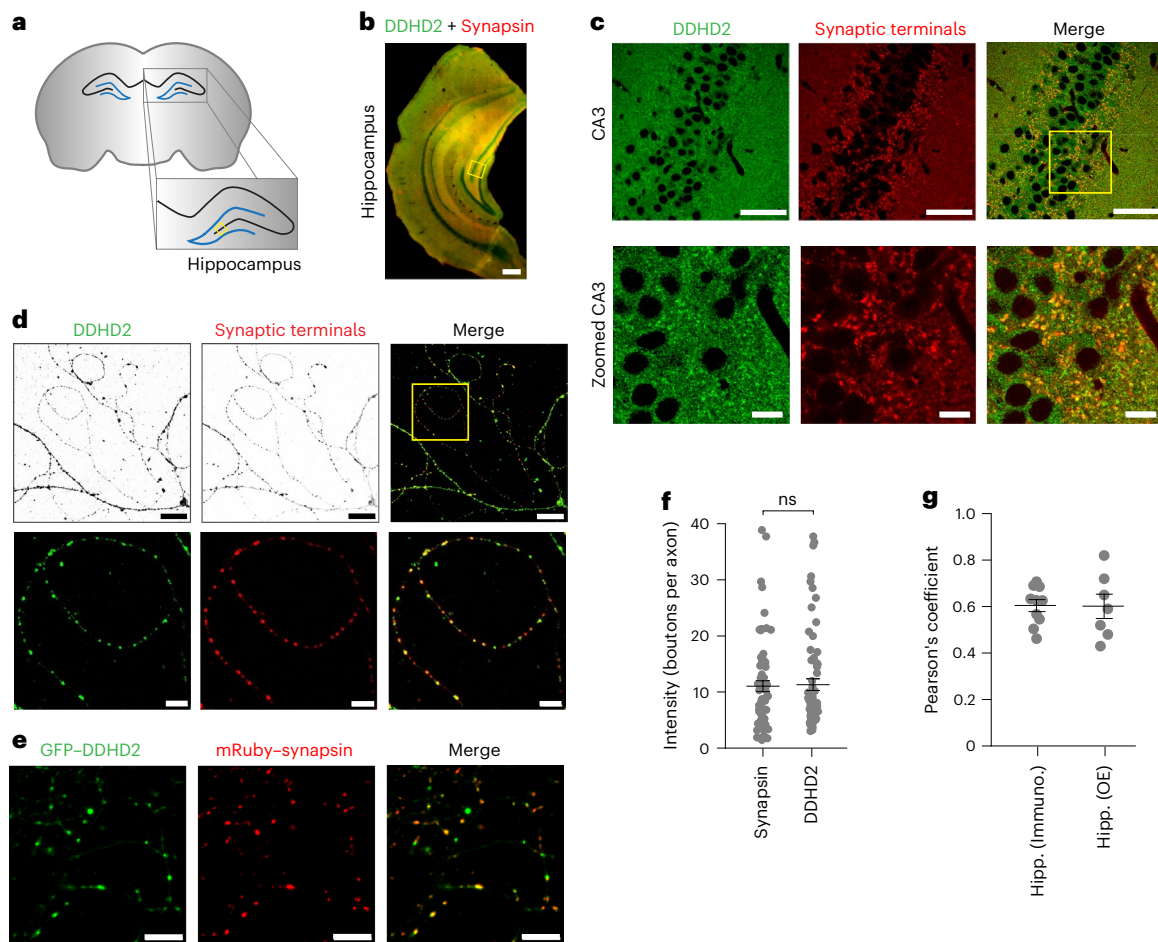 a
Hippocampus
b
DDHD2 + Synapsin
Hippocampus
c
DDHD2
Synaptic terminals
Merge
CA3
Zoomed CA3
d
DDHD2
Synaptic terminals
Merge
e
GFP–DDHD2
mRuby–synapsin
Merge
f
ns
Intensity (boutons per axon)
40
30
20
10
0
Synapsin
DDHD2
g
Pearson's coefficient
1.0
0.8
0.6
0.4
0.2
0
Hipp. (Immuno.)
Hipp. (OE)